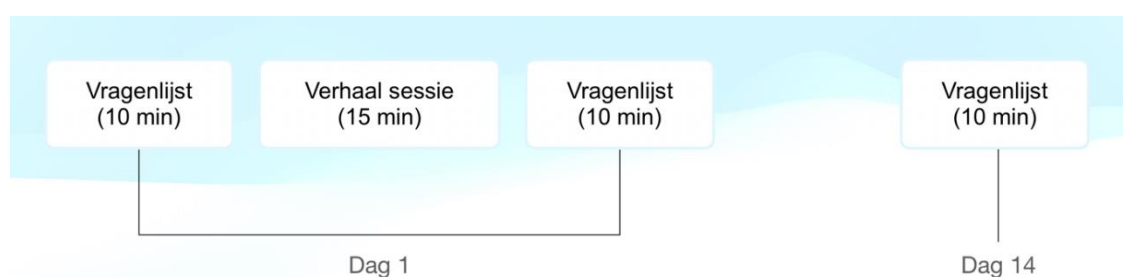 Vragenlijst
(10 min)
Verhaal sessie
(15 min)
Vragenlijst
(10 min)
Vragenlijst
(10 min)
Dag 1
Dag 14